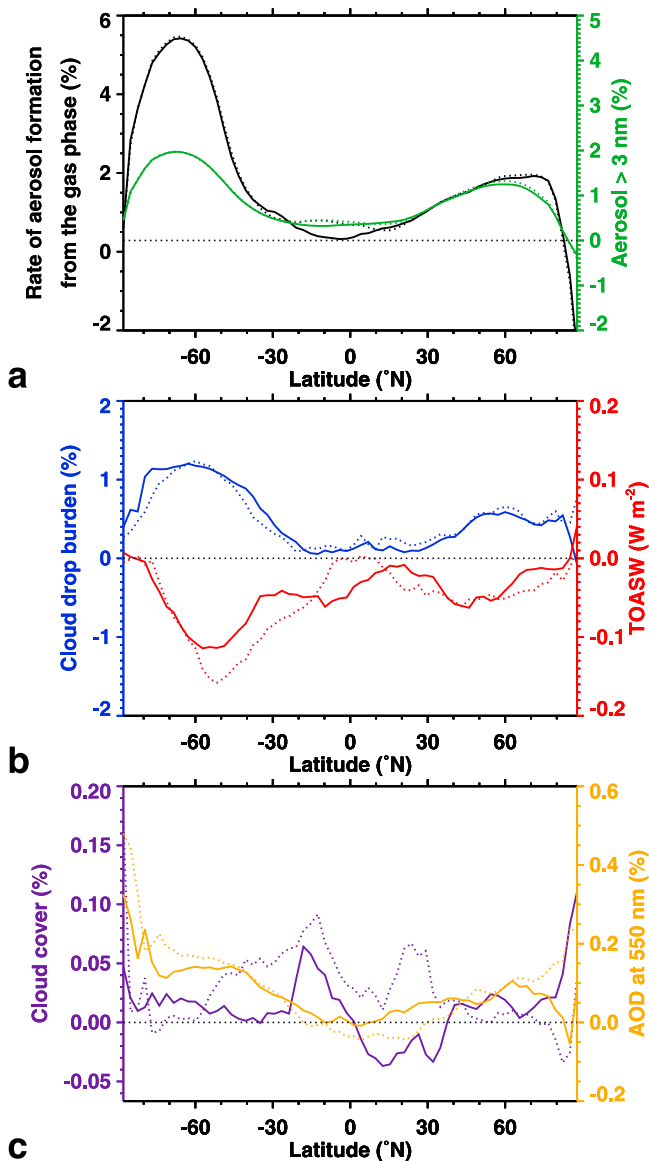 Rate of aerosol formation
from the gas phase (%)
6
4
2
0
-2
5
4
3
2
1
0
-1
-2
Aerosol > 3 nm (%)
-60 -30 0 30 60
Latitude (˚N)
a
Cloud drop burden (%)
2
1
0
-1
-2
0.2
0.1
0.0
-0.1
-0.2
TOASW (W m-2)
-60 -30 0 30 60
Latitude (˚N)
b
Cloud cover (%)
0.20
0.15
0.10
0.05
0.00
-0.05
0.6
0.4
0.2
0.0
-0.2
AOD at 550 nm (%)
-60 -30 0 30 60
Latitude (˚N)
c